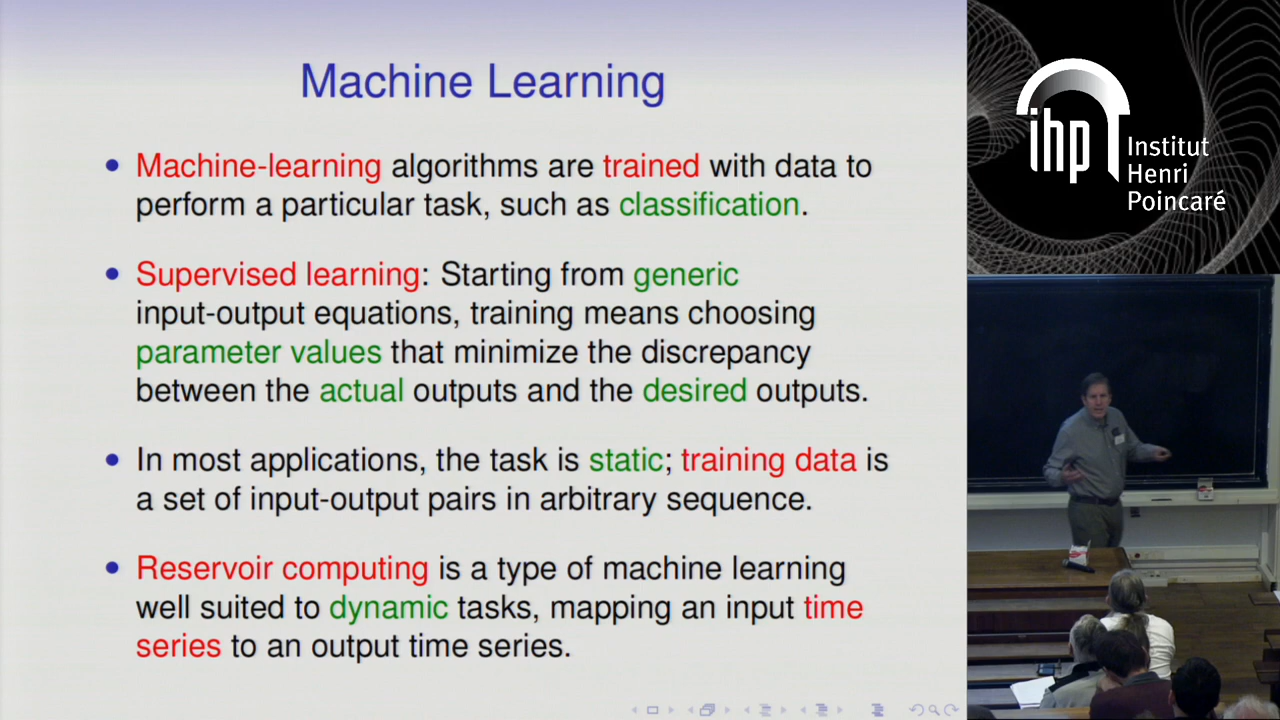 Machine Learning
Machine-learning algorithms are trained with data to
perform a particular task, such as classification.
Supervised learning: Starting from generic
input-output equations, training means choosing
parameter values that minimize the discrepancy
between the actual outputs and the desired outputs.
In most applications, the task is static; training data is
a set of input-output pairs in arbitrary sequence.
Reservoir computing is a type of machine learning
well suited to dynamic tasks, mapping an input time
series to an output time series.
ihp
Institut
Henri
Poincaré